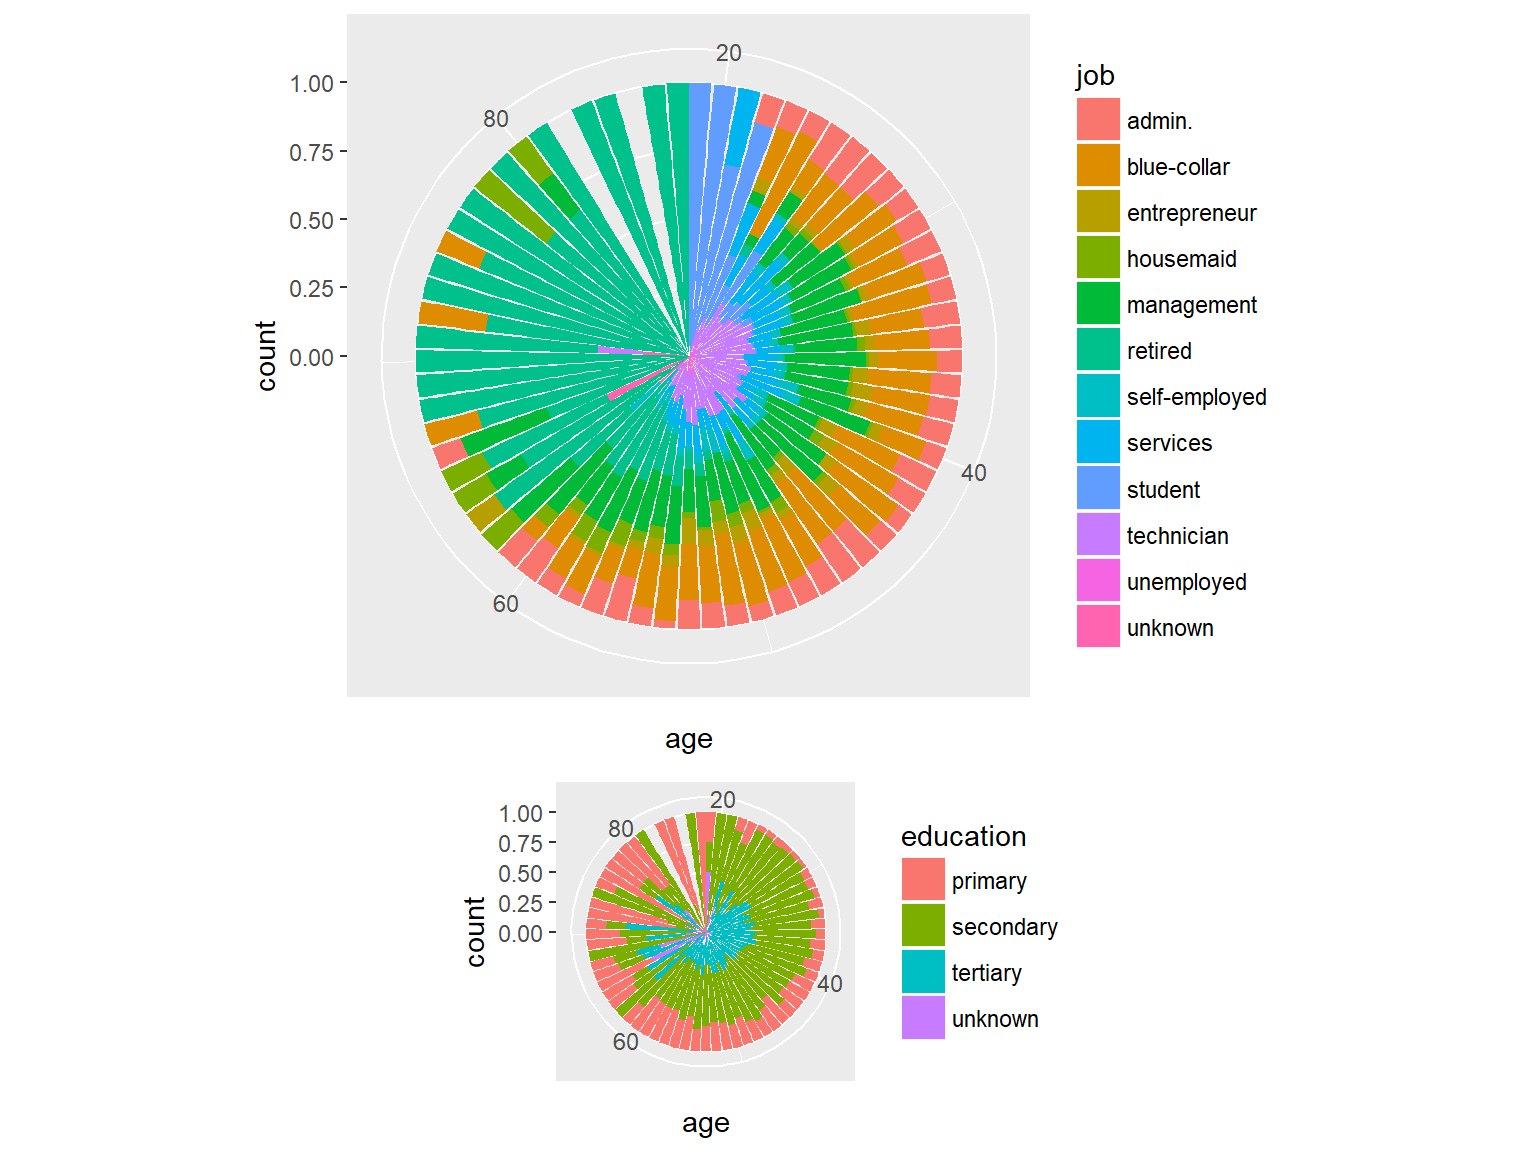 20
40
60
80
1.00
0.75
0.50
0.25
0.00
count
age
job
admin.
blue-collar
entrepreneur
housemaid
management
retired
self-employed
services
student
technician
unemployed
unknown
20
40
60
80
1.00
0.75
0.50
0.25
0.00
count
age
education
primary
secondary
tertiary
unknown